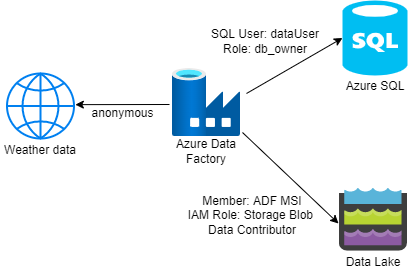 SQL User: dataUser
Role: db_owner
SQL
Azure SQL
anonymous
Weather data
Azure Data
Factory
Member: ADF MSI
IAM Role: Storage Blob
Data Contributor
Data Lake